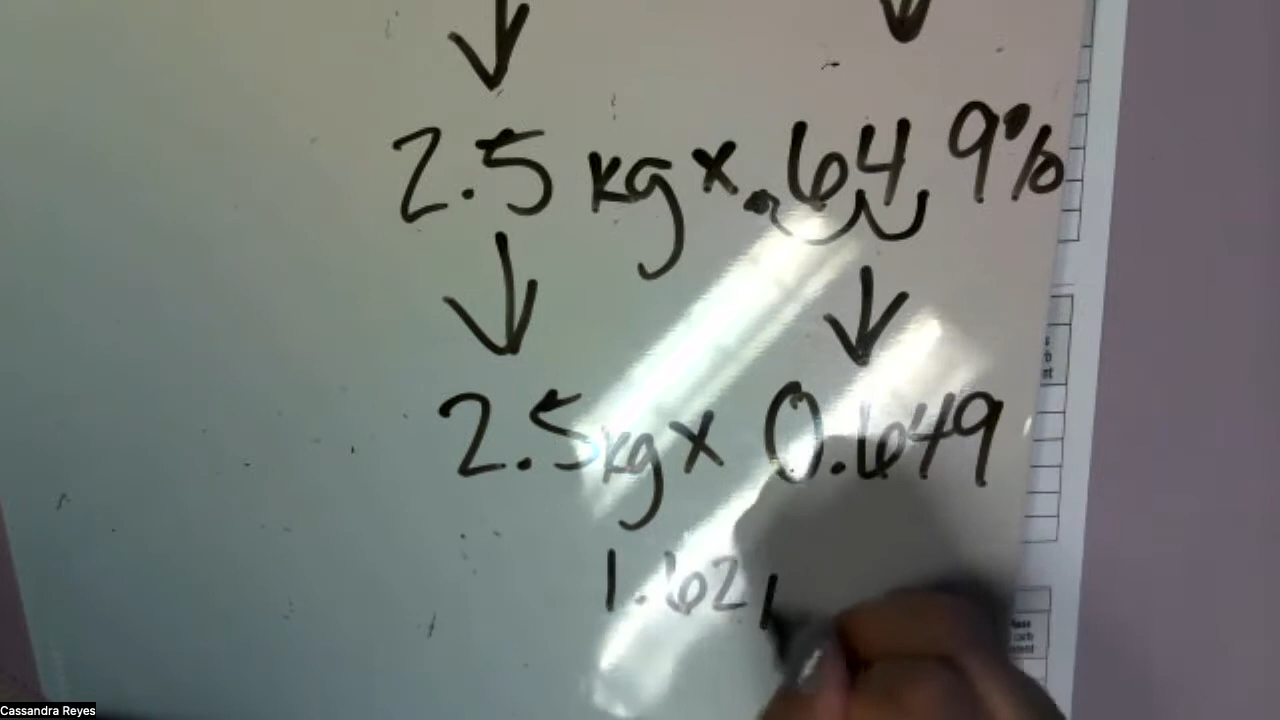 2.5 kg x .64.9%
2.5 kg x 0.649
1.62
Cassandra Reyes